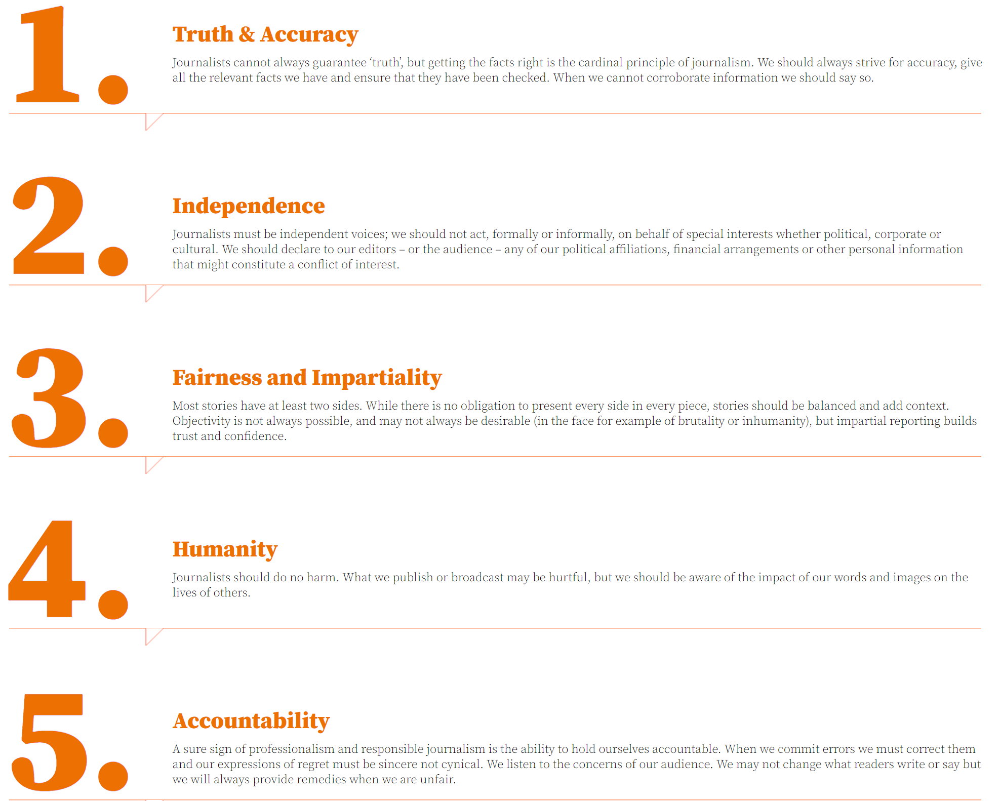 1.
Truth & Accuracy
Journalists cannot always guarantee ‘truth’, but getting the facts right is the cardinal principle of journalism. We should always strive for accuracy, give
all the relevant facts we have and ensure that they have been checked. When we cannot corroborate information we should say so.
2.
Independence
Journalists must be independent voices; we should not act, formally or informally, on behalf of special interests whether political, corporate or
cultural. We should declare to our editors – or the audience – any of our political affiliations, financial arrangements or other personal information
that might constitute a conflict of interest.
3.
Fairness and Impartiality
Most stories have at least two sides. While there is no obligation to present every side in every piece, stories should be balanced and add context.
Objectivity is not always possible, and may not always be desirable (in the face for example of brutality or inhumanity), but impartial reporting builds
trust and confidence.
4.
Humanity
Journalists should do no harm. What we publish or broadcast may be hurtful, but we should be aware of the impact of our words and images on the
lives of others.
5.
Accountability
A sure sign of professionalism and responsible journalism is the ability to hold ourselves accountable. When we commit errors we must correct them
and our expressions of regret must be sincere not cynical. We listen to the concerns of our audience. We may not change what readers write or say but
we will always provide remedies when we are unfair.